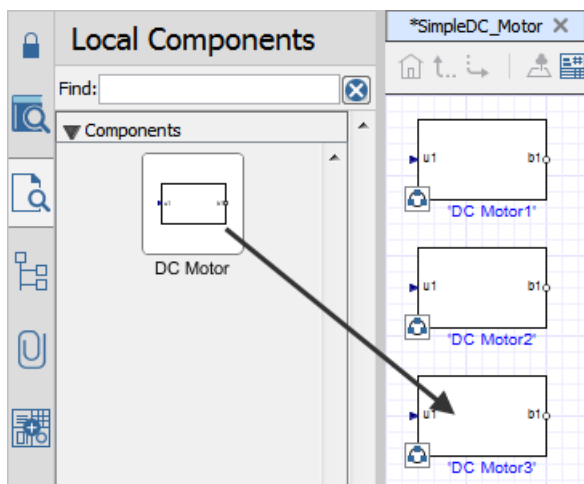 Local Components
Find:
Components
DC Motor
*SimpleDC_Motor
u1 b1
"DC Motor1"
u1 b1
"DC Motor2"
u1 b1
"DC Motor3"